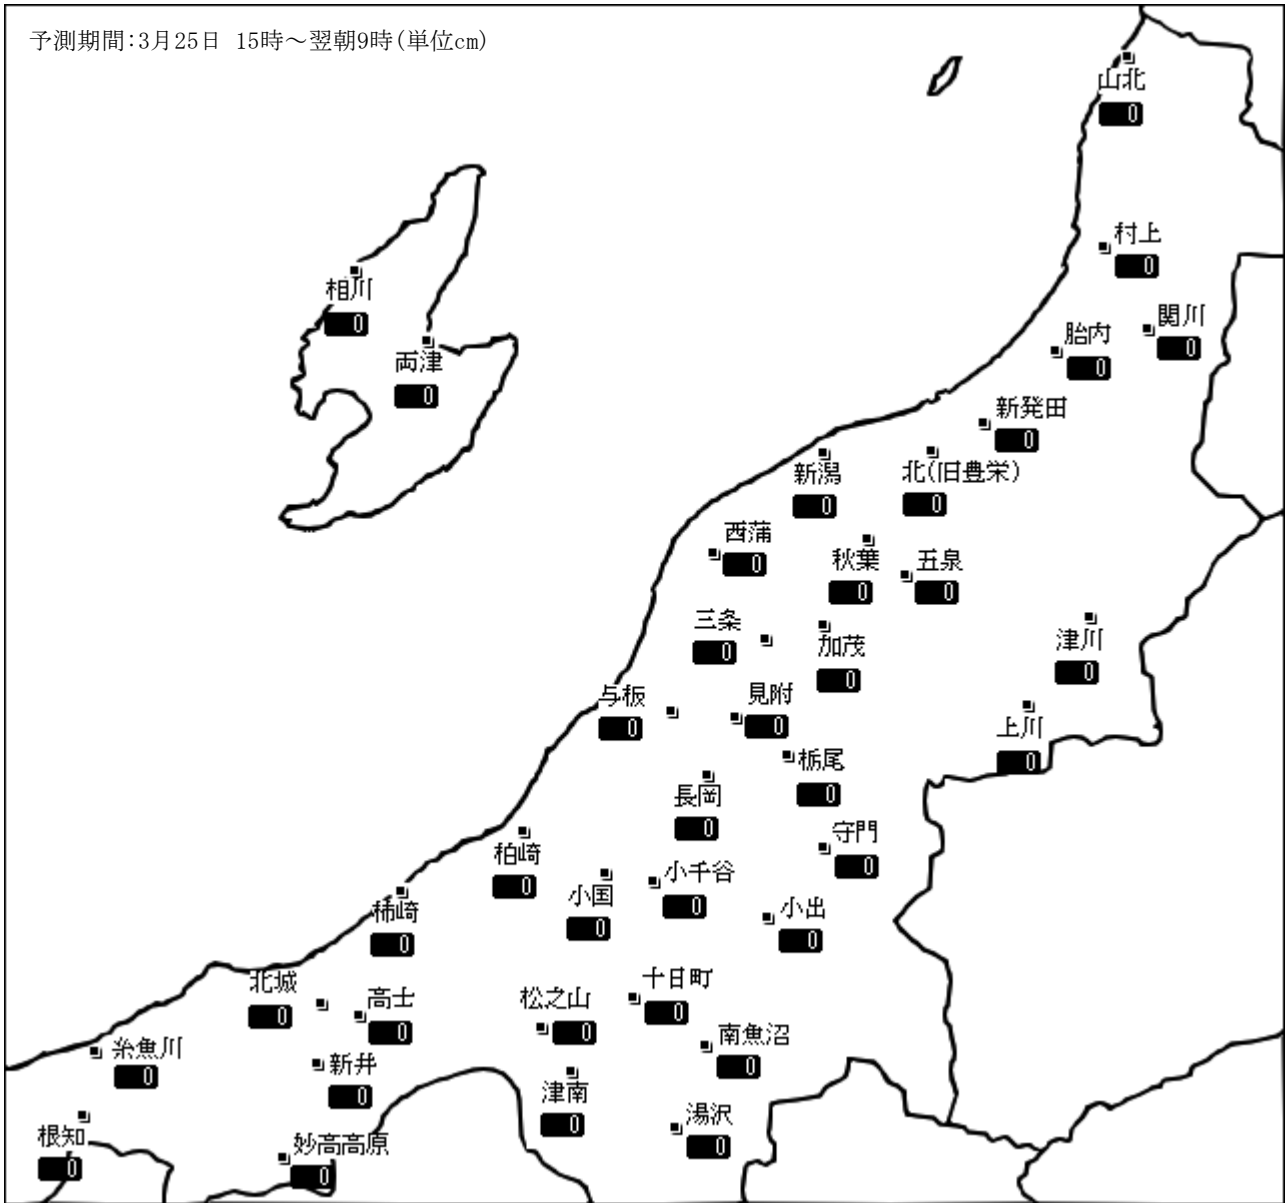 予測期間:3月25日 15時～翌朝9時(単位cm)
山北
0
村上
0
相川
0
関川
0
胎内
0
両津
0
新発田
0
新潟
0
北(旧豊栄)
0
西蒲
0
秋葉
0
五泉
0
三条
0
加茂
0
津川
0
与板
0
見附
0
上川
0
栃尾
0
長岡
0
守門
0
柏崎
0
小千谷
0
小国
0
小出
0
柿崎
0
北城
0
高士
0
松之山
0
十日町
0
南魚沼
0
糸魚川
0
新井
0
津南
0
湯沢
0
根知
0
妙高高原
0